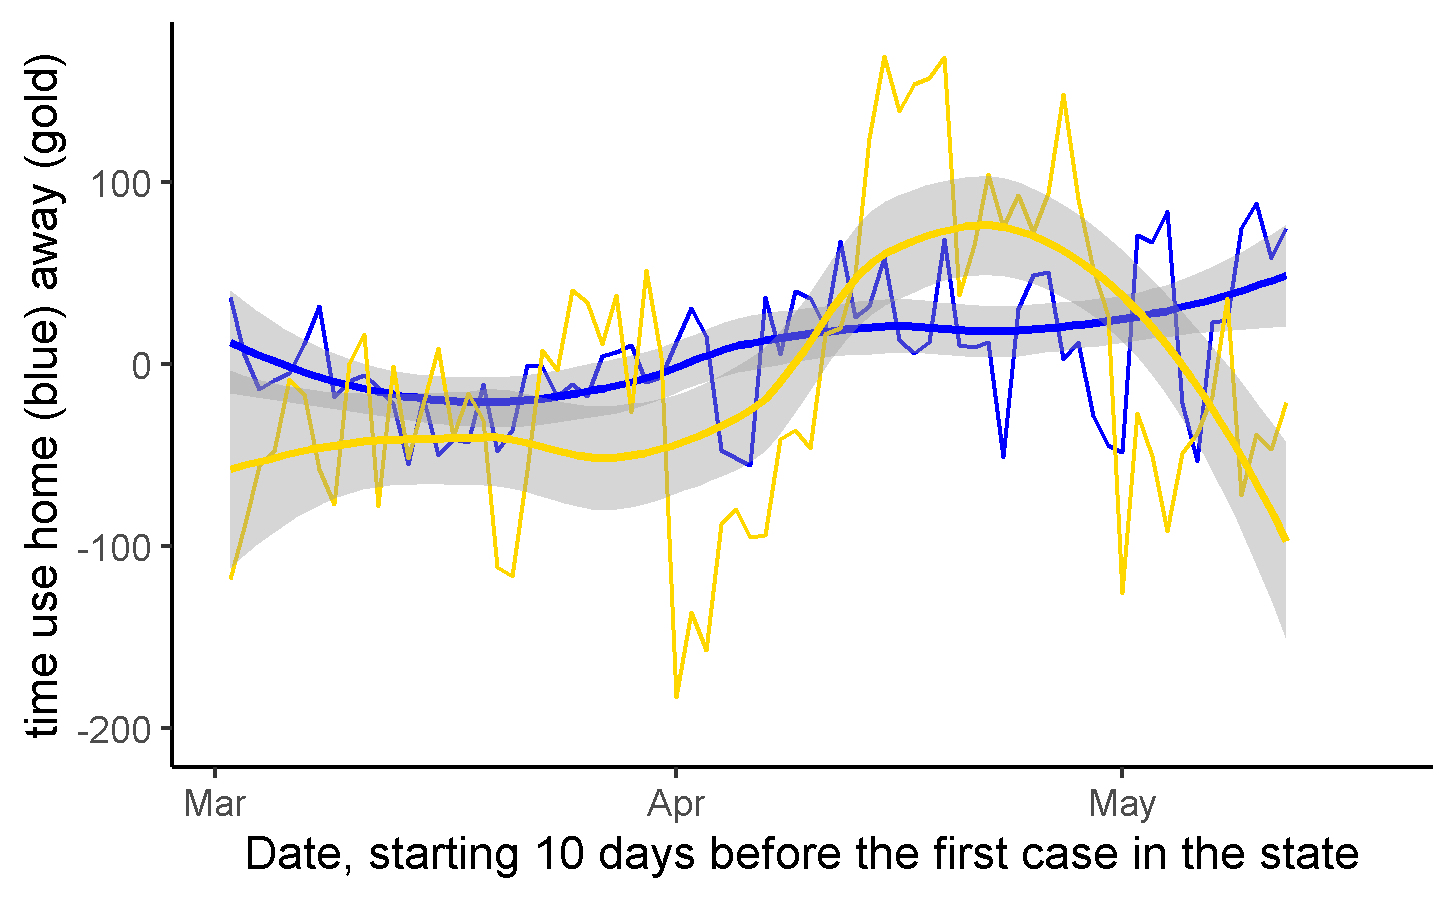 time use home (blue) away (gold)
100
0
-100
-200
Mar
Apr
May
Date, starting 10 days before the first case in the state